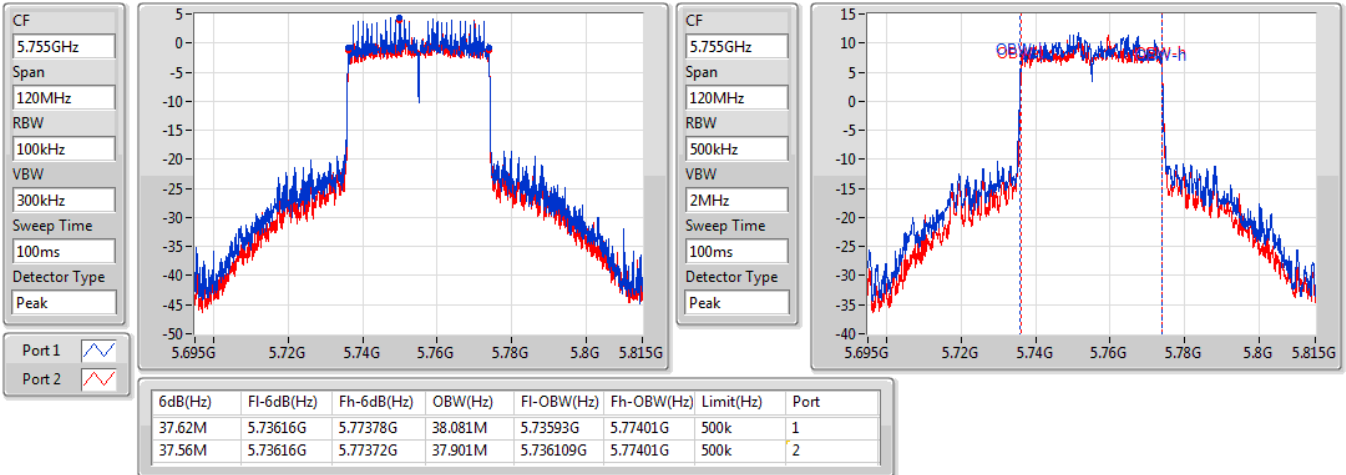 CF
5.755GHz
Span
120MHz
RBW
100kHz
VBW
300kHz
Sweep Time
100ms
Detector Type
Peak
Port 1
Port 2
5
0
-5
-10
-15
-20
-25
-30
-35
-40
-45
-50
5.695G 5.72G 5.74G 5.76G 5.78G 5.8G 5.815G
CF
5.755GHz
Span
120MHz
RBW
500kHz
VBW
2MHz
Sweep Time
100ms
Detector Type
Peak
15
10
5
0
-5
-10
-15
-20
-25
-30
-35
-40
OBW-h
5.695G 5.72G 5.74G 5.76G 5.78G 5.8G 5.815G
6dB(Hz) Fl-6dB(Hz) Fh-6dB(Hz) OBW(Hz) Fl-OBW(Hz) Fh-OBW(Hz) Limit(Hz) Port
37.62M 5.73616G 5.77378G 38.081M 5.73593G 5.77401G 500k 1
37.56M 5.73616G 5.77372G 37.901M 5.736109G 5.77401G 500k 2